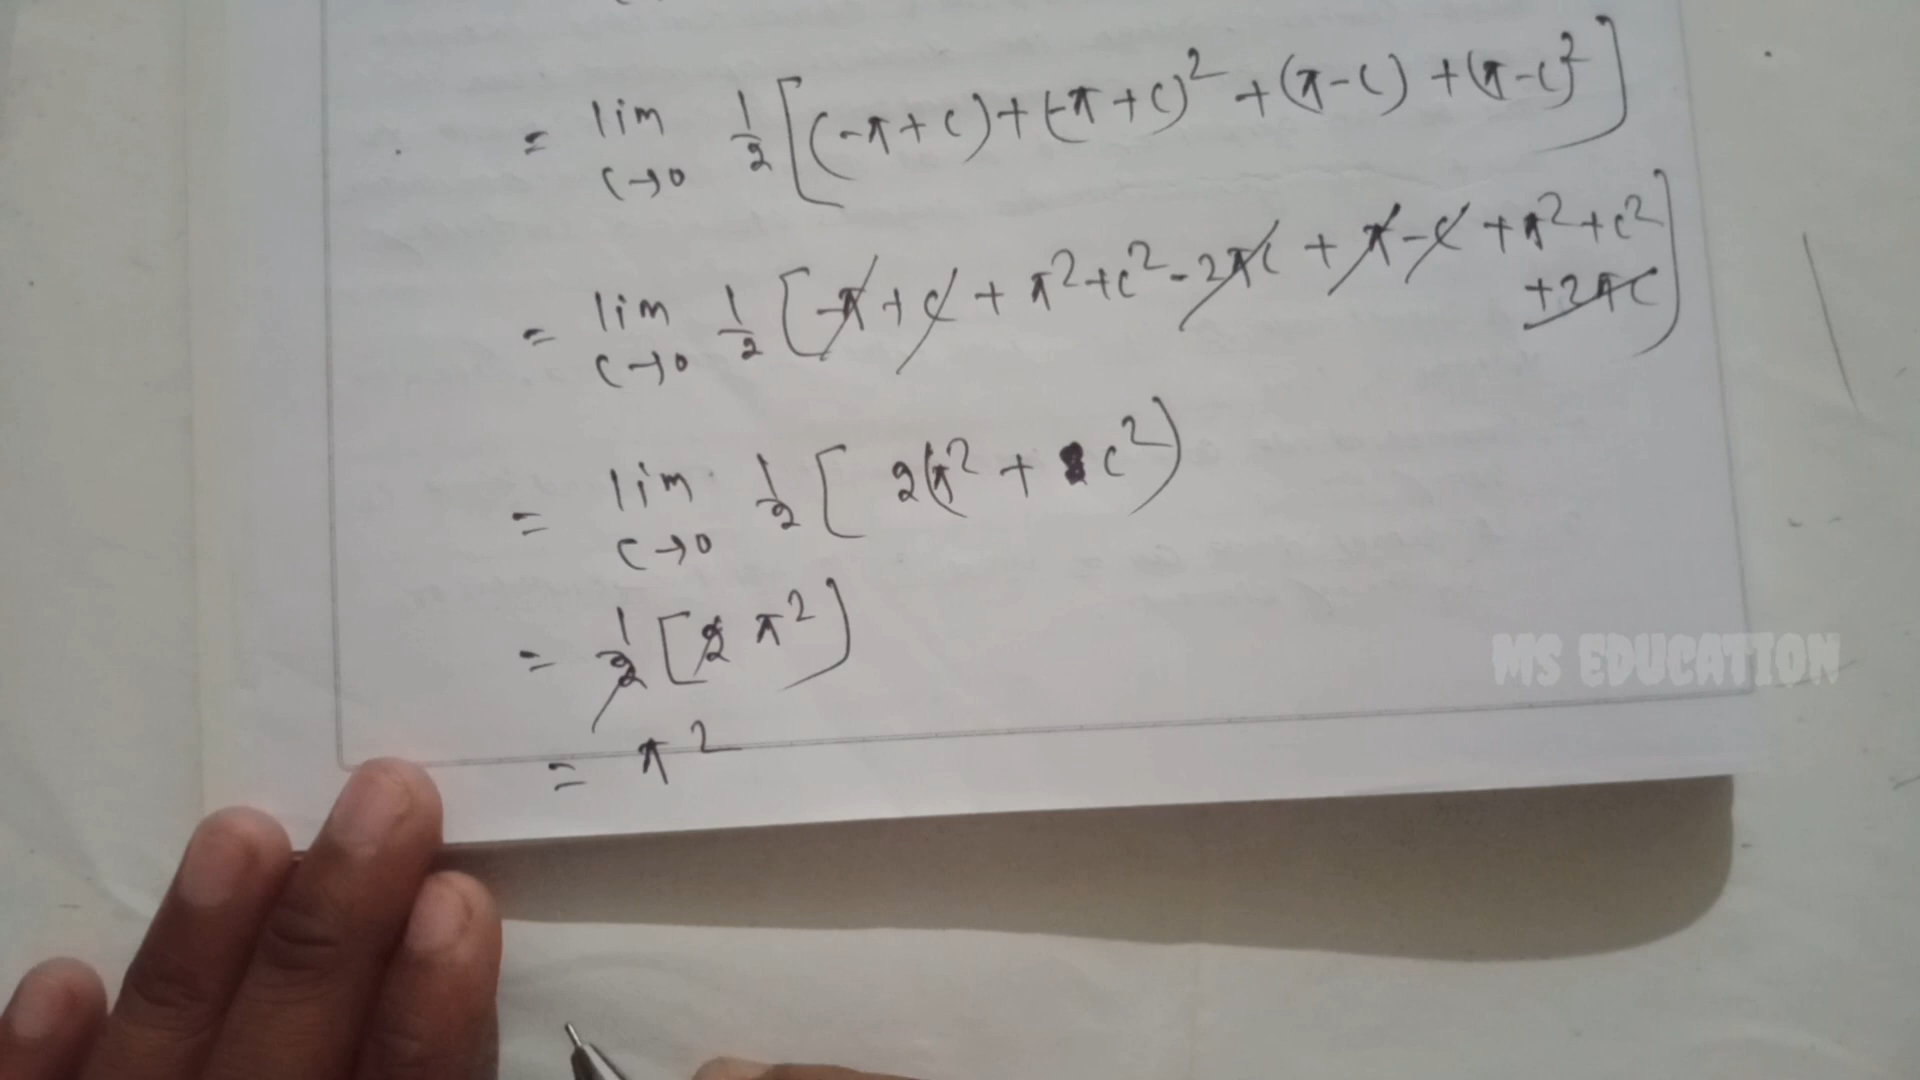 = lim c→0 1/2 [(-π+c)+(-π+c)² + (π-c) + (π-c)²]
= lim c→0 1/2 [-π+c + π²+c²-2πc + π-c + π²+c²
+2πc]
= lim c→0 1/2 [2(π² + c²)
= 1/2 [2 π²]
= π²
MS EDUCATION